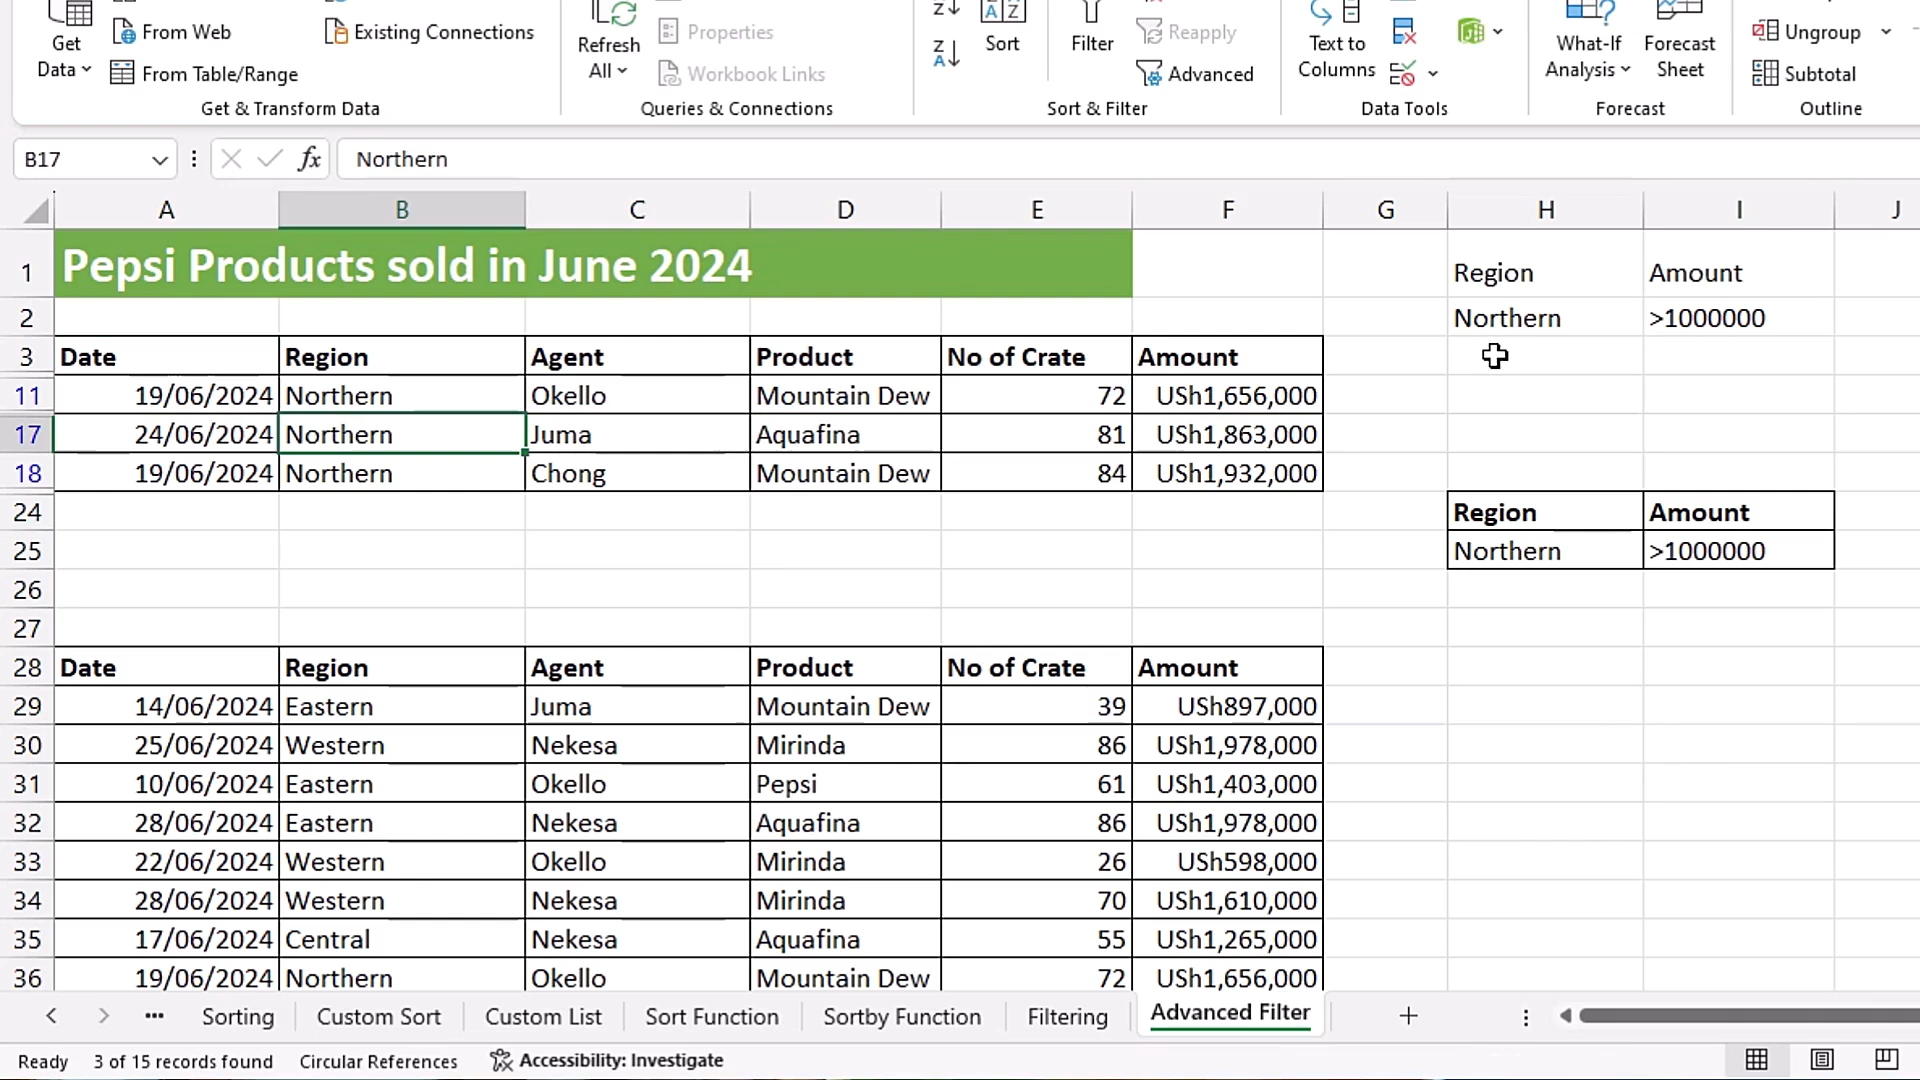 Get Data
From Web
From Table/Range
Existing Connections
Get & Transform Data
Refresh All
Properties
Workbook Links
Queries & Connections
Sort
Filter
Reapply
Advanced
Sort & Filter
Text to Columns
Data Tools
What-If Analysis
Forecast Sheet
Forecast
Ungroup
Subtotal
Outline
B17 fx Northern
A B C D E F G H I J
1 Pepsi Products sold in June 2024 Region Amount
2 Northern >1000000
3 Date Region Agent Product No of Crate Amount
11 19/06/2024 Northern Okello Mountain Dew 72 USh1,656,000
17 24/06/2024 Northern Juma Aquafina 81 USh1,863,000
18 19/06/2024 Northern Chong Mountain Dew 84 USh1,932,000
24 Region Amount
25 Northern >1000000
26
27
28 Date Region Agent Product No of Crate Amount
29 14/06/2024 Eastern Juma Mountain Dew 39 USh897,000
30 25/06/2024 Western Nekesa Mirinda 86 USh1,978,000
31 10/06/2024 Eastern Okello Pepsi 61 USh1,403,000
32 28/06/2024 Eastern Nekesa Aquafina 86 USh1,978,000
33 22/06/2024 Western Okello Mirinda 26 USh598,000
34 28/06/2024 Western Nekesa Mirinda 70 USh1,610,000
35 17/06/2024 Central Nekesa Aquafina 55 USh1,265,000
36 19/06/2024 Northern Okello Mountain Dew 72 USh1,656,000
Sorting Custom Sort Custom List Sort Function Sortby Function Filtering Advanced Filter
Ready 3 of 15 records found Circular References Accessibility: Investigate